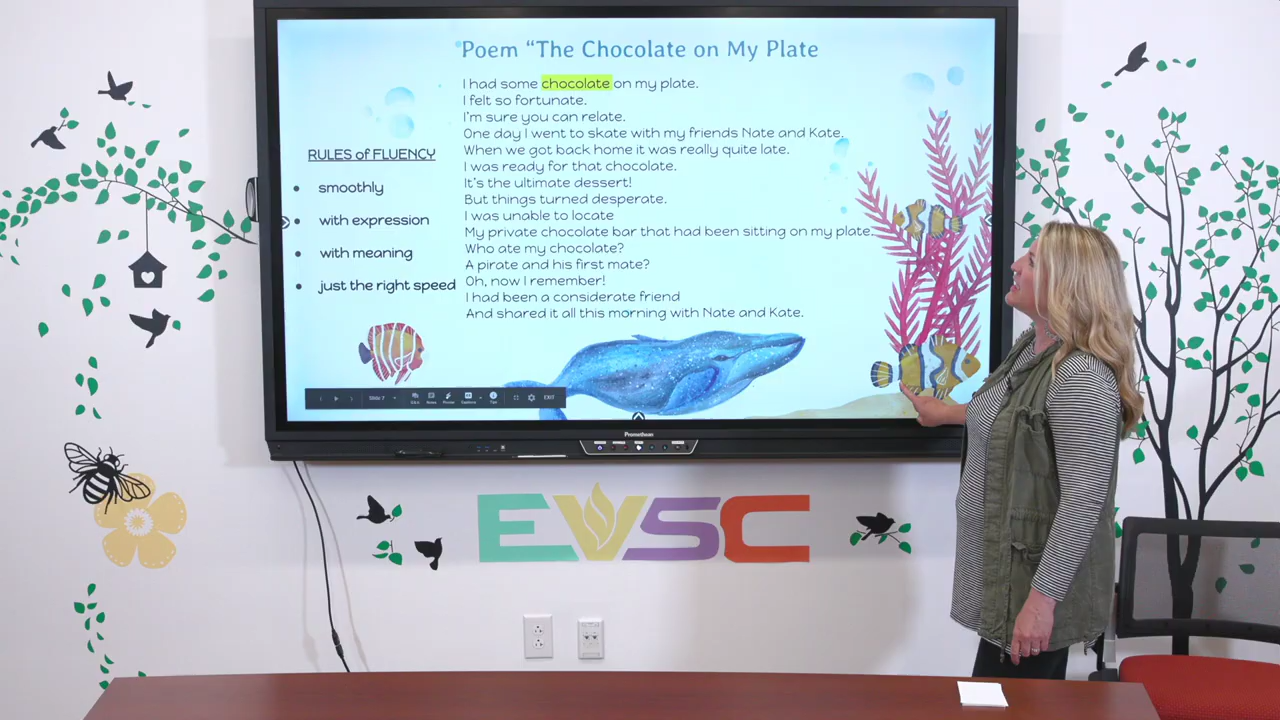 Poem “The Chocolate on My Plate
I had some chocolate on my plate.
I felt so fortunate.
I'm sure you can relate.
One day I went to skate with my friends Nate and Kate.
When we got back home it was really quite late.
I was ready for that chocolate.
It's the ultimate dessert!
But things turned desperate.
I was unable to locate
My private chocolate bar that had been sitting on my plate.
Who ate my chocolate?
A pirate and his first mate?
Oh, now I remember!
I had been a considerate friend
And shared it all this morning with Nate and Kate.
RULES of FLUENCY
smoothly
with expression
with meaning
just the right speed
Slide 7
EXIT
Promethean
EVSC